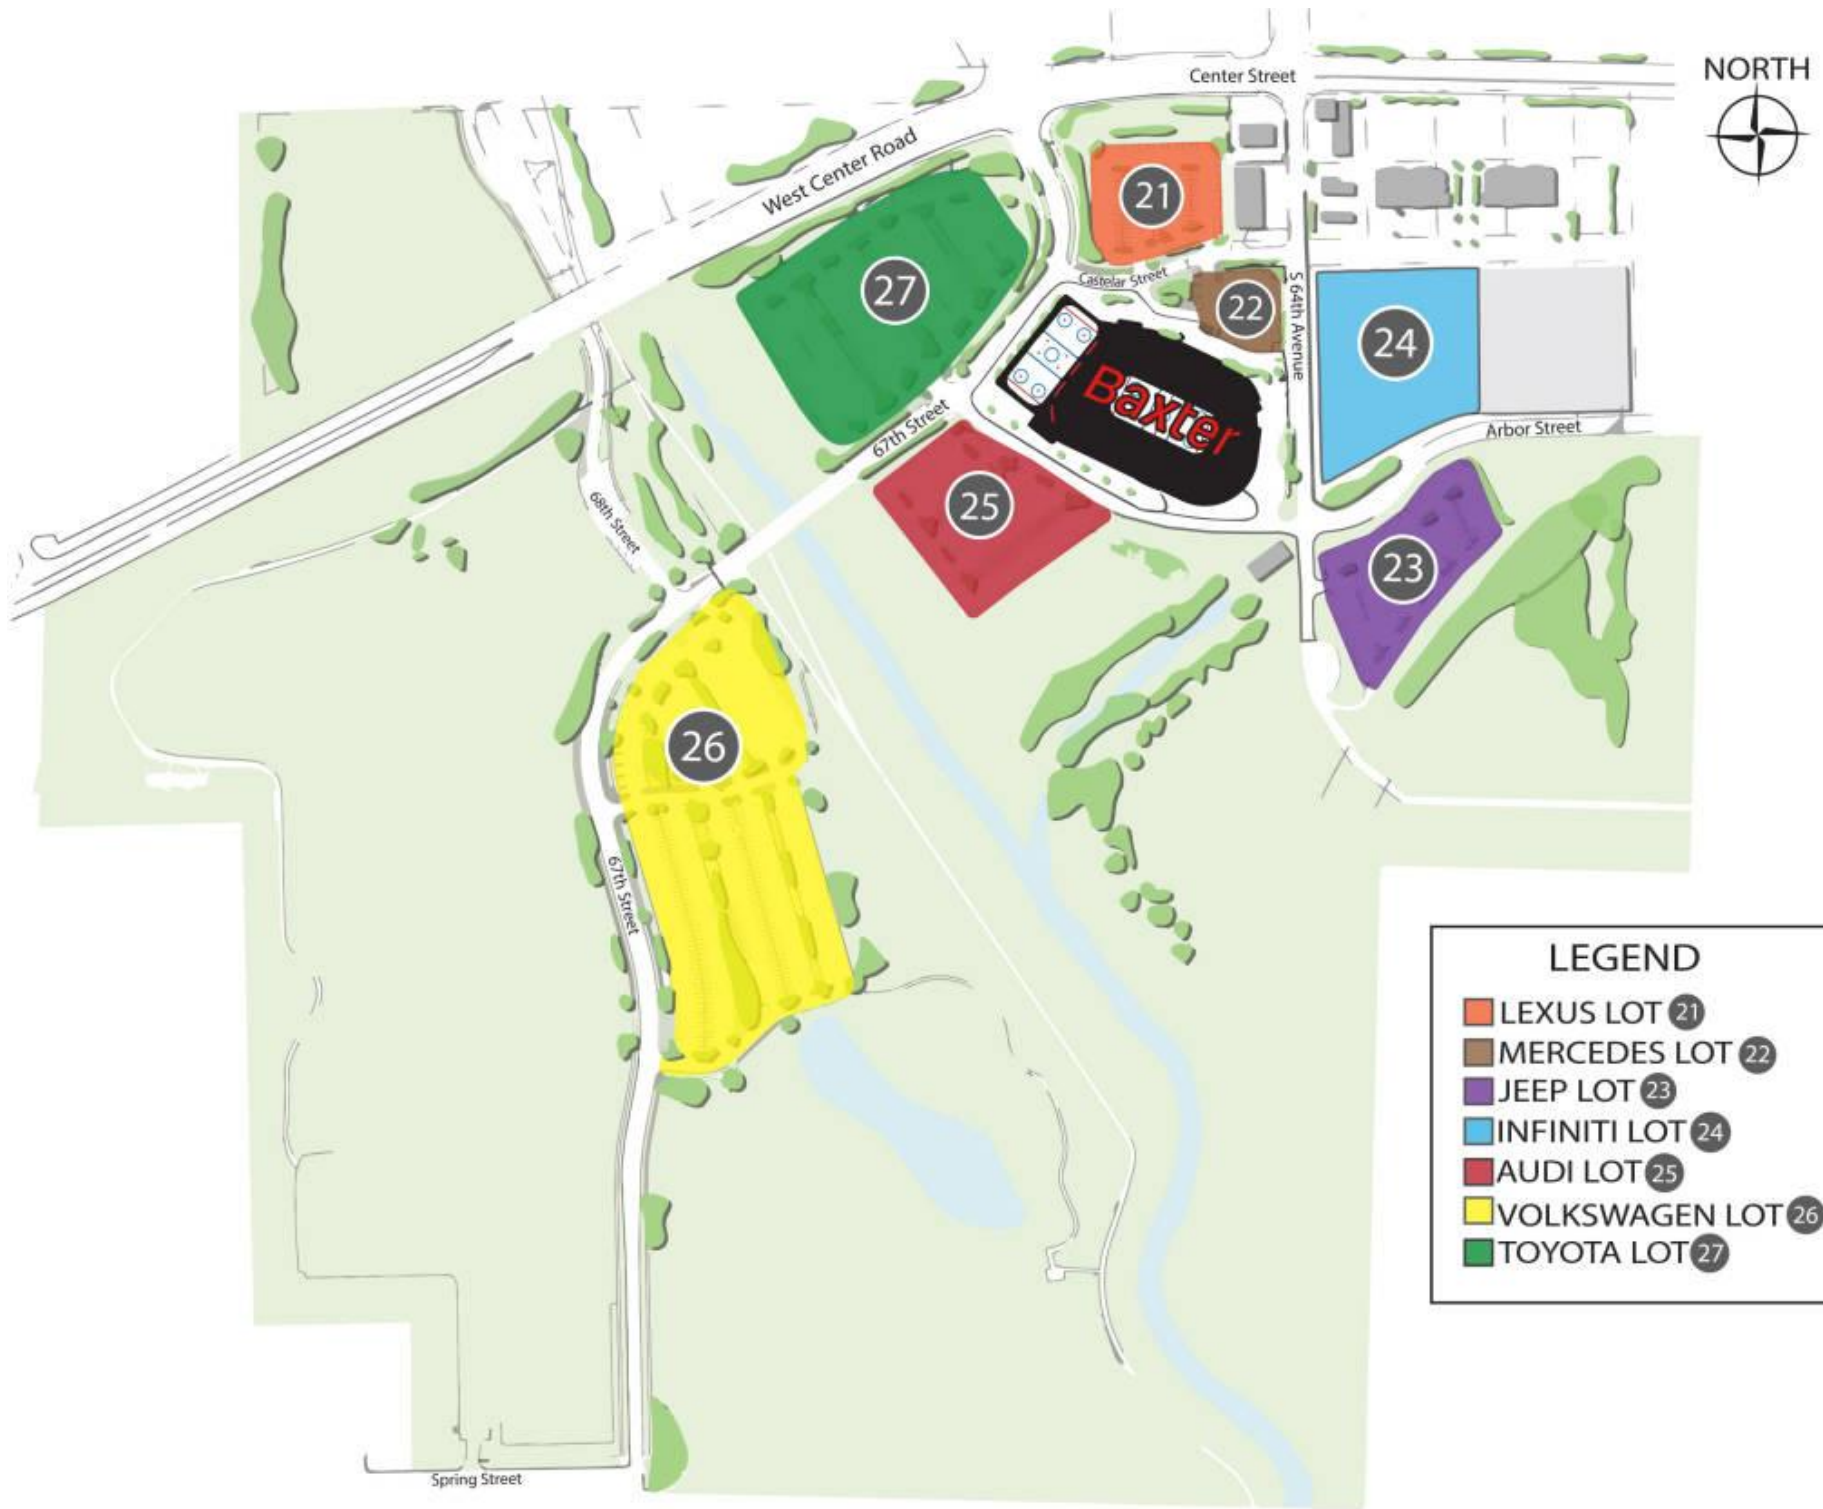 NORTH
Center Street
West Center Road
21
Castelar Street
27
22
S 64th Avenue
24
Baxter
67th Street
Arbor Street
25
68th Street
23
26
67th Street
LEGEND
LEXUS LOT 21
MERCEDES LOT 22
JEEP LOT 23
INFINITI LOT 24
AUDI LOT 25
VOLKSWAGEN LOT 26
TOYOTA LOT 27
Spring Street